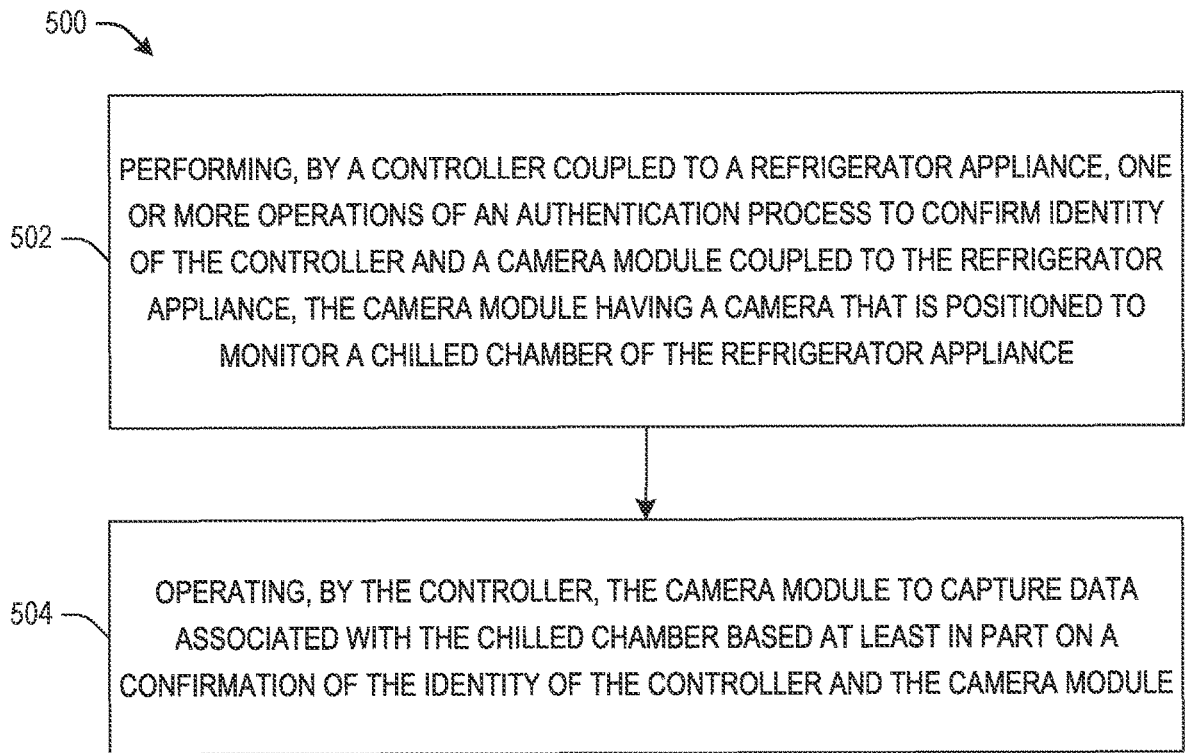 500
PERFORMING, BY A CONTROLLER COUPLED TO A REFRIGERATOR APPLIANCE, ONE
OR MORE OPERATIONS OF AN AUTHENTICATION PROCESS TO CONFIRM IDENTITY
502
OF THE CONTROLLER AND A CAMERA MODULE COUPLED TO THE REFRIGERATOR
APPLIANCE, THE CAMERA MODULE HAVING A CAMERA THAT IS POSITIONED TO
MONITOR A CHILLED CHAMBER OF THE REFRIGERATOR APPLIANCE
OPERATING, BY THE CONTROLLER, THE CAMERA MODULE TO CAPTURE DATA
504
ASSOCIATED WITH THE CHILLED CHAMBER BASED AT LEAST IN PART ON A
CONFIRMATION OF THE IDENTITY OF THE CONTROLLER AND THE CAMERA MODULE